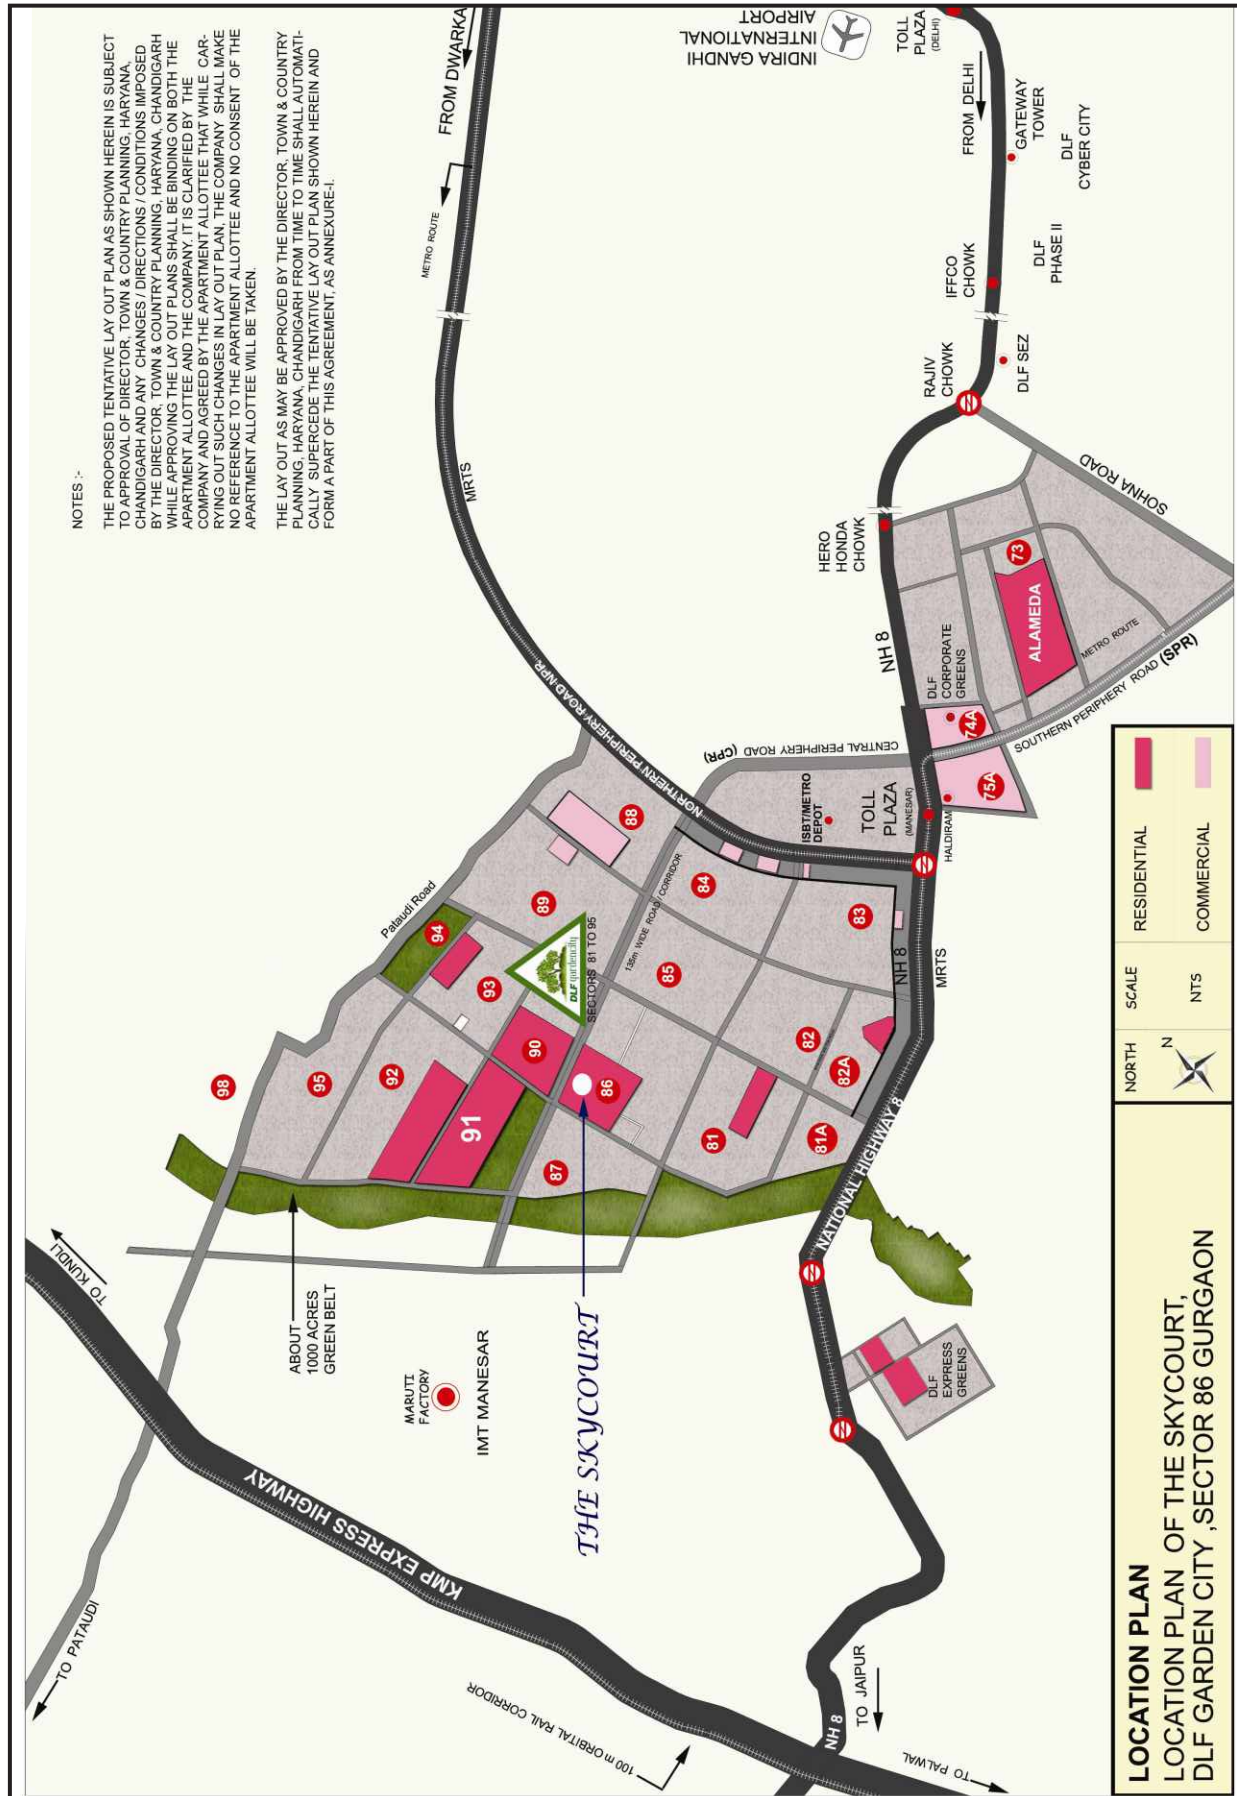 NOTES :-
THE PROPOSED TENTATIVE LAY OUT PLAN AS SHOWN HEREIN IS SUBJECT
TO APPROVAL OF DIRECTOR, TOWN & COUNTRY PLANNING, HARYANA,
CHANDIGARH AND ANY CHANGES / DIRECTIONS / CONDITIONS IMPOSED
BY THE DIRECTOR, TOWN & COUNTRY PLANNING, HARYANA, CHANDIGARH
WHILE APPROVING THE LAY OUT PLANS SHALL BE BINDING ON BOTH THE
APARTMENT ALLOTTEE AND THE COMPANY. IT IS CLARIFIED BY THE
COMPANY AND AGREED BY THE APARTMENT ALLOTEE THAT WHILE CAR-
RYING OUT SUCH CHANGES IN LAY OUT PLAN, THE COMPANY SHALL MAKE
NO REFERENCE TO THE APARTMENT ALLOTTEE AND NO CONSENT OF THE
APARTMENT ALLOTTEE WILL BE TAKEN.
THE LAY OUT AS MAY BE APPROVED BY THE DIRECTOR, TOWN & COUNTRY
PLANNING, HARYANA, CHANDIGARH FROM TIME TO TIME SHALL AUTOMATI-
CALLY SUPERCEDE THE TENTATIVE LAY OUT PLAN SHOWN HEREIN AND
FORM A PART OF THIS AGREEMENT, AS ANNEXURE-I.
TO PATAUDI
TO KUNDLI
KMP EXPRESS HIGHWAY
100 m ORBITAL RAIL CORRIDOR
ABOUT
1000 ACRES
GREEN BELT
MARUTI
FACTORY
IMT MANESAR
THE SKYCOURT
98
95
92
91
90
94
93
89
88
Pataudi Road
DLF gardencity
SECTORS 81 TO 95
135m WIDE ROAD / CORRIDOR
87
86
85
84
83
82
82A
81
81A
FROM DWARKA
METRO ROUTE
MRTS
NORTHERN PERIPHERY ROAD-NPR
CENTRAL PERIPHERY ROAD (CPR)
ISBT/METRO
DEPOT
TOLL
PLAZA
(MANESAR)
HALDIRAM
NH 8
MRTS
NATIONAL HIGHWAY 8
INDIRA GANDHI
INTERNATIONAL
AIRPORT
TOLL
PLAZA
(DELHI)
FROM DELHI
GATEWAY
TOWER
DLF
CYBER CITY
IFFCO
CHOWK
DLF
PHASE II
RAJIV
CHOWK
DLF SEZ
HERO
HONDA
CHOWK
SOHNA ROAD
NH 8
DLF
CORPORATE
GREENS
73
ALAMEDA
METRO ROUTE
74A
75A
SOUTHERN PERIPHERY ROAD (SPR)
DLF
EXPRESS
GREENS
NH 8
TO JAIPUR
TO PALWAL
LOCATION PLAN
LOCATION PLAN OF THE SKYCOURT,
DLF GARDEN CITY ,SECTOR 86 GURGAON
NORTH
N
SCALE
NTS
RESIDENTIAL
COMMERCIAL